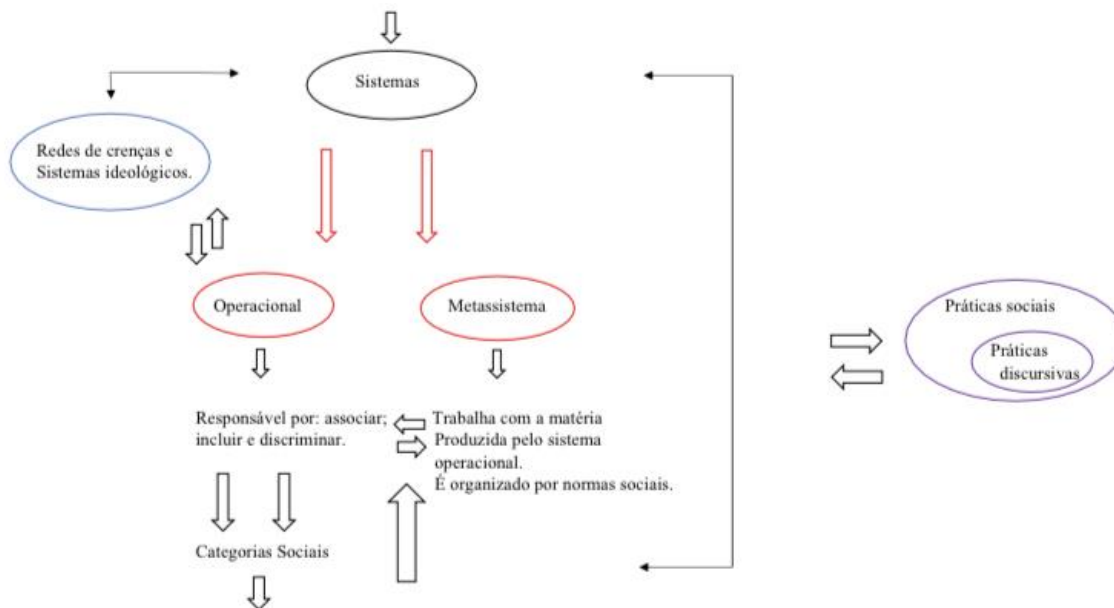 Sistemas
Redes de crenças e
Sistemas ideológicos.
Operacional
Metassistema
Práticas sociais
Práticas
discursivas
Responsável por: associar;
incluir e discriminar.
Trabalha com a matéria
Produzida pelo sistema
operacional.
É organizado por normas sociais.
Categorias Sociais